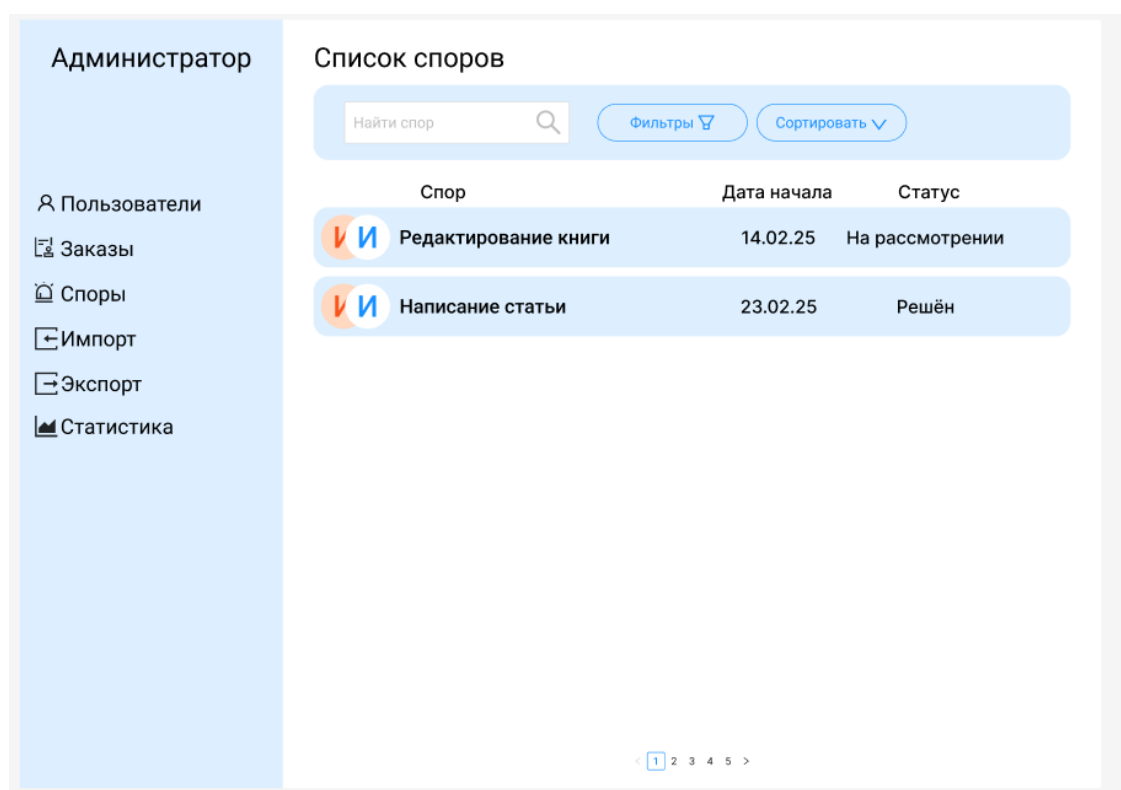 Администратор
Список споров
Найти спор
Фильтры
Сортировать
Пользователи
Заказы
Споры
Импорт
Экспорт
Статистика
Спор Дата начала Статус
И И Редактирование книги 14.02.25 На рассмотрении
И И Написание статьи 23.02.25 Решён
< 1 2 3 4 5 >